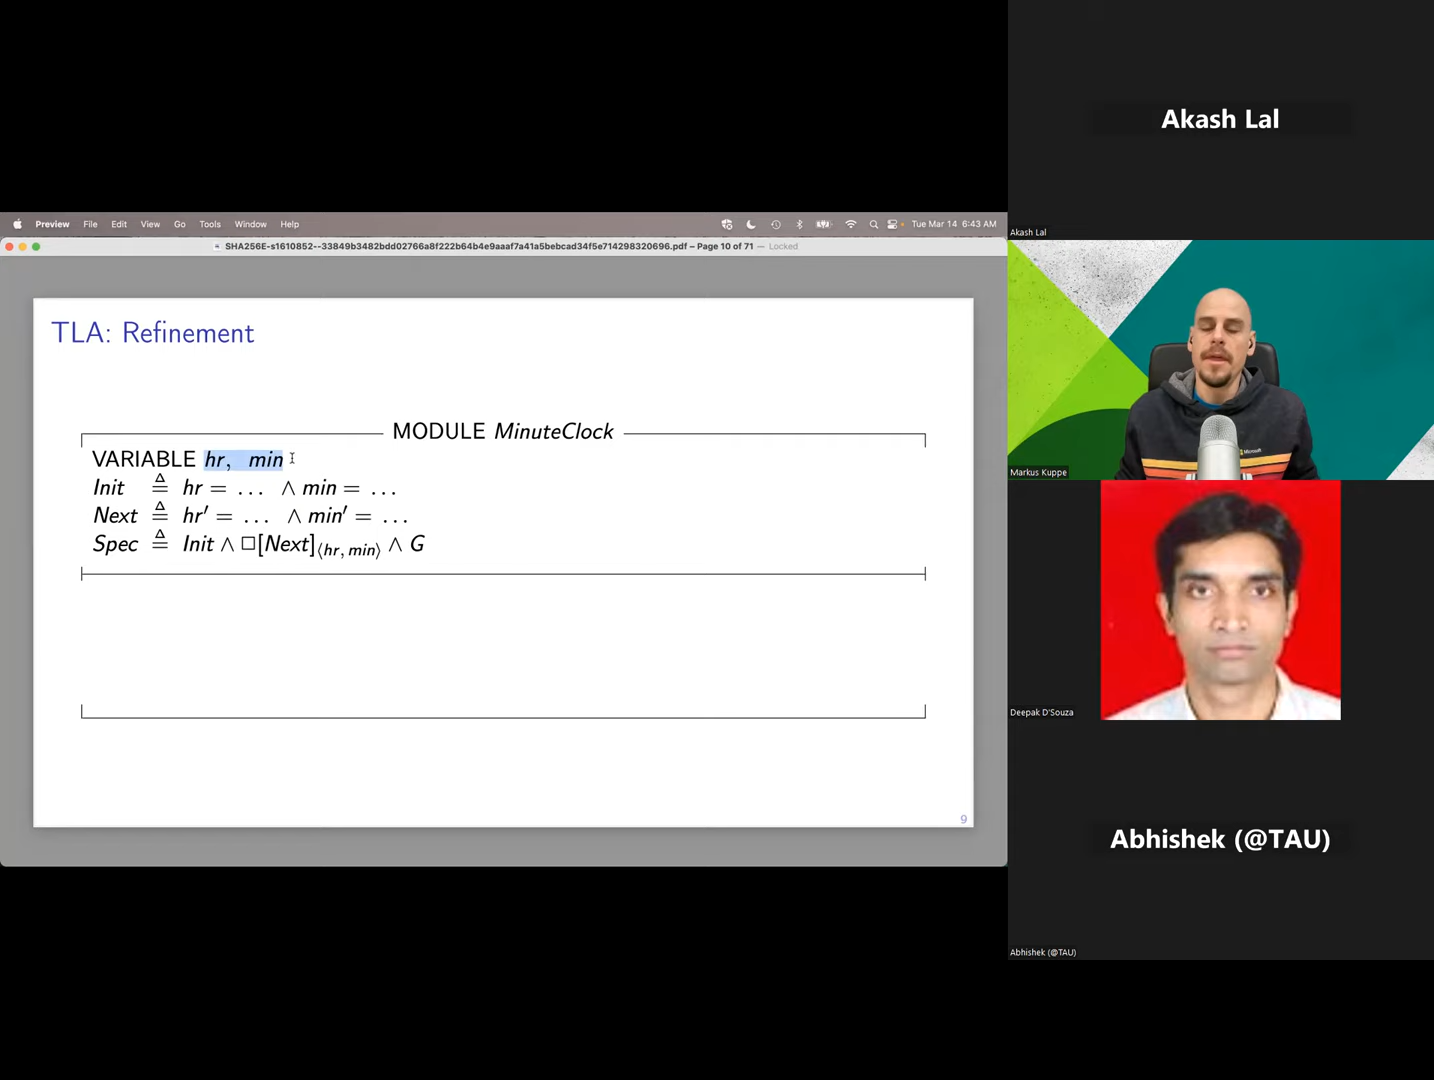 Preview File Edit View Go Tools Window Help Tue Mar 14 6:43 AM
SHA256E-s1610852--33849b3482bdd02766a8f222b64b4e9aaaf7a41a5bebcad34f5e714298320696.pdf – Page 10 of 71 — Locked
TLA: Refinement
MODULE MinuteClock
VARIABLE hr, min
Init ≜ hr = … ∧ min = …
Next ≜ hr′ = … ∧ min′ = …
Spec ≜ Init ∧ □[Next]⟨hr, min⟩ ∧ G
9
Akash Lal
Akash Lal
Microsoft
Markus Kuppe
Deepak D'Souza
Abhishek (@TAU)
Abhishek (@TAU)